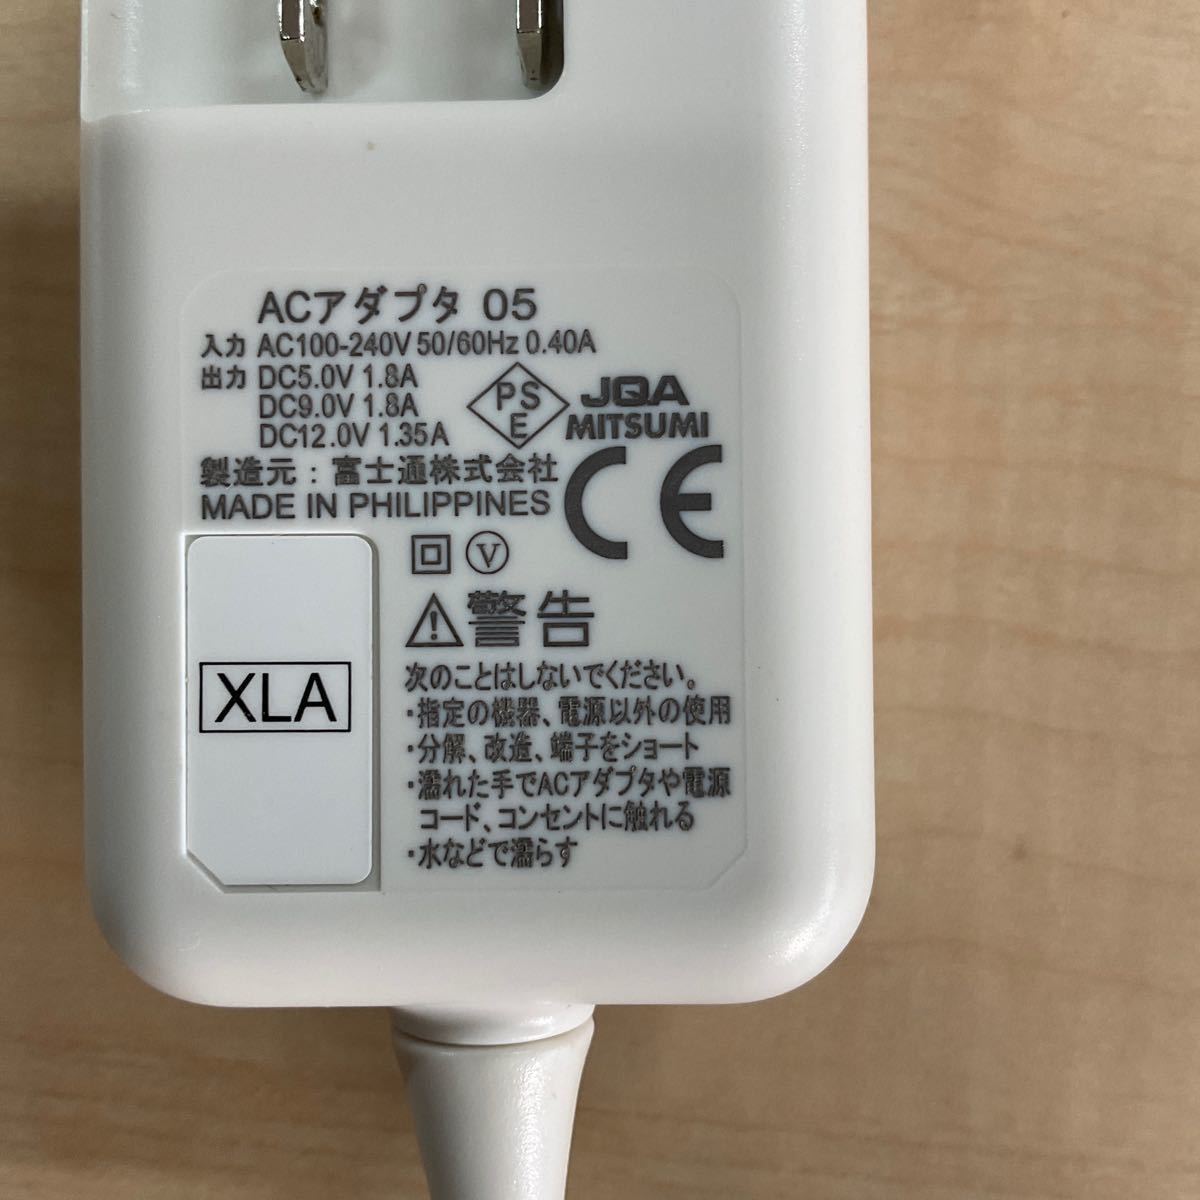 ACアダプタ 05
入力 AC100-240V 50/60Hz 0.40A
出力 DC5.0V 1.8A
DC9.0V 1.8A
DC12.0V 1.35A
PS
E
JQA
MITSUMI
製造元：富士通株式会社
MADE IN PHILIPPINES
CE
V
警告
XLA
次のことはしないでください。
・指定の機器、電源以外の使用
・分解、改造、端子をショート
・濡れた手でACアダプタや電源
コード、コンセントに触れる
・水などで濡らす